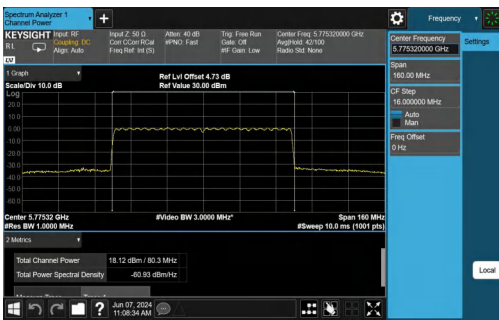 Spectrum Analyzer 1
Channel Power
Frequency
KEYSIGHT
RL
Input: RF
Coupling: DC
Align: Auto
Input Z: 50 Ω
Corr CCorr RCal
Freq Ref: Int (S)
Atten: 40 dB
#PNO: Fast
Trig: Free Run
Gate: Off
#IF Gain: Low
Center Freq: 5.775320000 GHz
Avg|Hold: 42/100
Radio Std: None
Center Frequency
5.775320000 GHz
Settings
Span
160.00 MHz
CF Step
16.000000 MHz
Auto
Man
Freq Offset
0 Hz
Local
1 Graph
Scale/Div 10.0 dB
Ref Lvl Offset 4.73 dB
Ref Value 30.00 dBm
Log
20.0
10.0
0.00
-10.0
-20.0
-30.0
-40.0
-50.0
-60.0
Center 5.77532 GHz
#Res BW 1.0000 MHz
#Video BW 3.0000 MHz*
Span 160 MHz
#Sweep 10.0 ms (1001 pts)
2 Metrics
Total Channel Power 18.12 dBm / 80.3 MHz
Total Power Spectral Density -60.93 dBm/Hz
Jun 07, 2024
11:08:34 AM